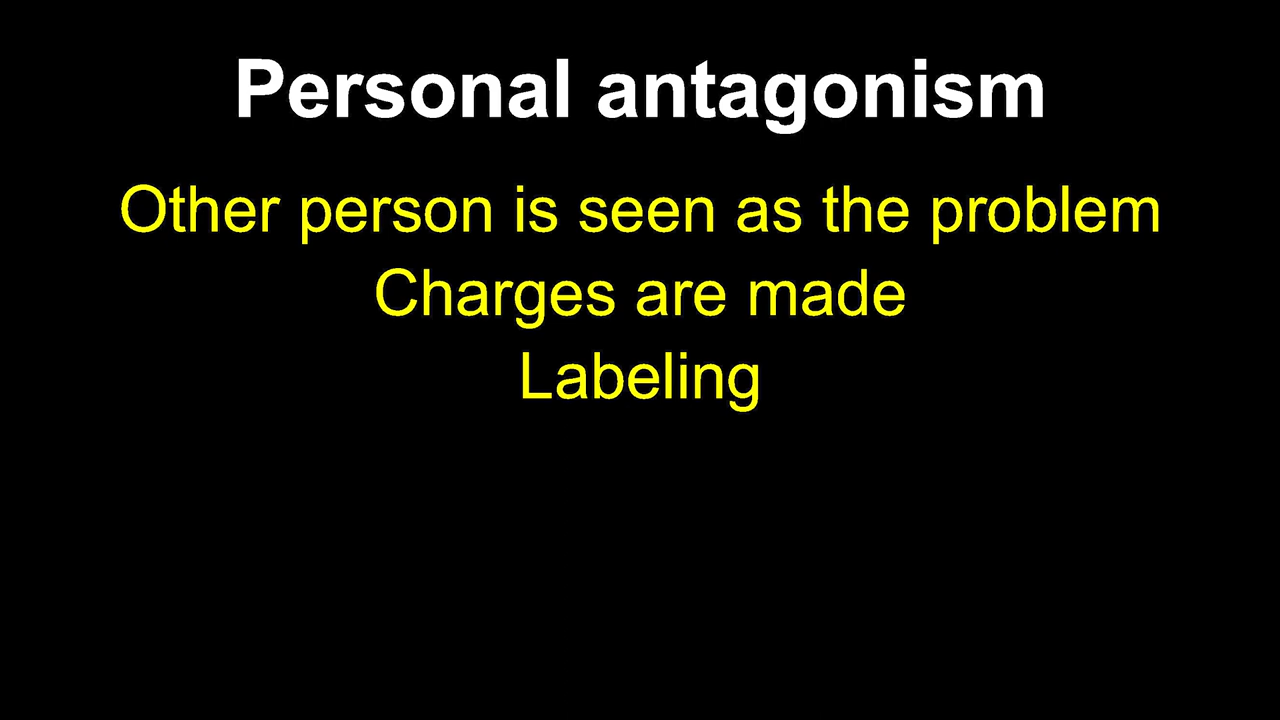 Personal antagonism
Other person is seen as the problem
Charges are made
Labeling